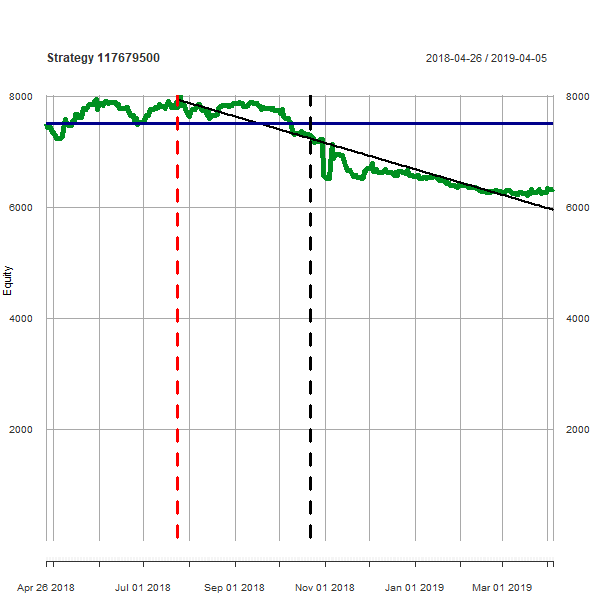 Strategy 117679500
2018-04-26 / 2019-04-05
8000
8000
6000
6000
4000
4000
2000
2000
Equity
Apr 26 2018
Jul 01 2018
Sep 01 2018
Nov 01 2018
Jan 01 2019
Mar 01 2019